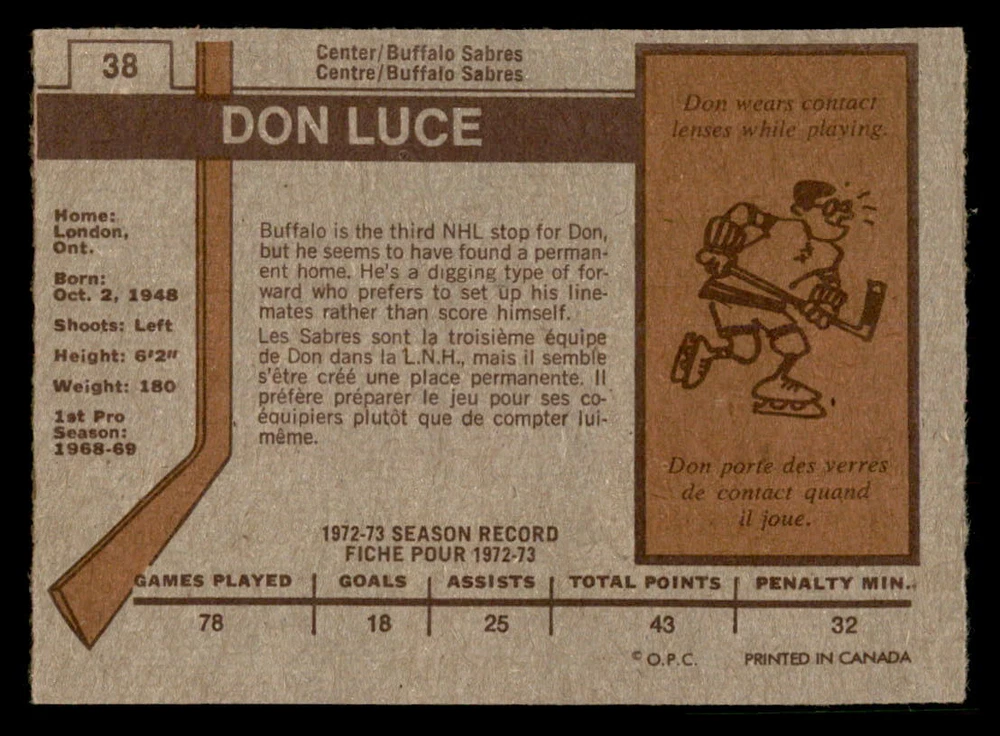 38
Center/Buffalo Sabres
Centre/Buffalo Sabres
DON LUCE
Home:
London,
Ont.
Born:
Oct. 2, 1948
Shoots: Left
Height: 6'2"
Weight: 180
1st Pro
Season:
1968-69
Buffalo is the third NHL stop for Don,
but he seems to have found a perman-
ent home. He's a digging type of for-
ward who prefers to set up his line-
mates rather than score himself.
Les Sabres sont la troisième équipe
de Don dans la L.N.H., mais il semble
s'être créé une place permanente. Il
préfère préparer le jeu pour ses co-
équipiers plutôt que de compter lui-
même.
Don wears contact
lenses while playing.
Don porte des verres
de contact quand
il joue.
1972-73 SEASON RECORD
FICHE POUR 1972-73
GAMES PLAYED GOALS ASSISTS TOTAL POINTS PENALTY MIN.
78 18 25 43 32
© O.P.C. PRINTED IN CANADA